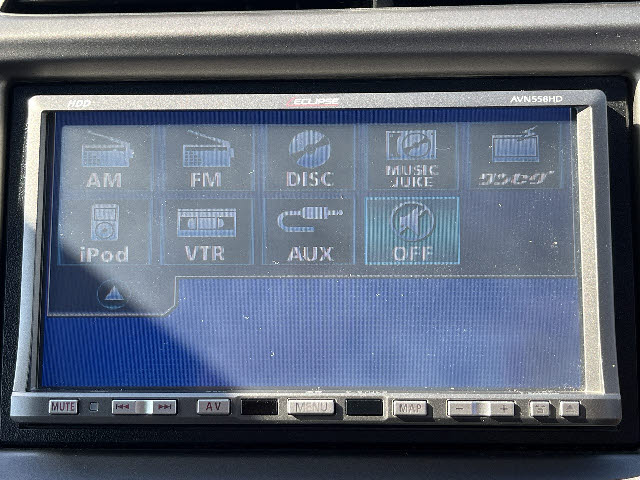 HDD ECLIPSE AVN558HD
AM FM DISC MUSIC JUKE ワンセグ
iPod VTR AUX OFF
MUTE AV MENU MAP − +